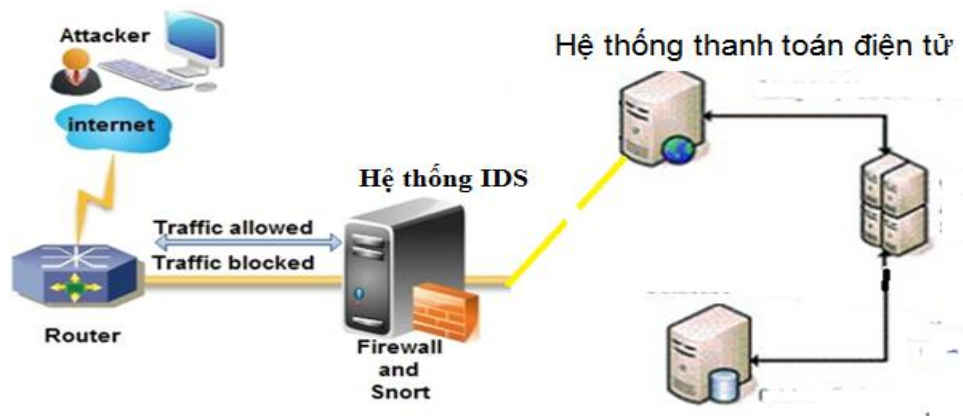 Attacker
internet
Hệ thống thanh toán điện tử
Hệ thống IDS
Traffic allowed
Traffic blocked
Router
Firewall
and
Snort